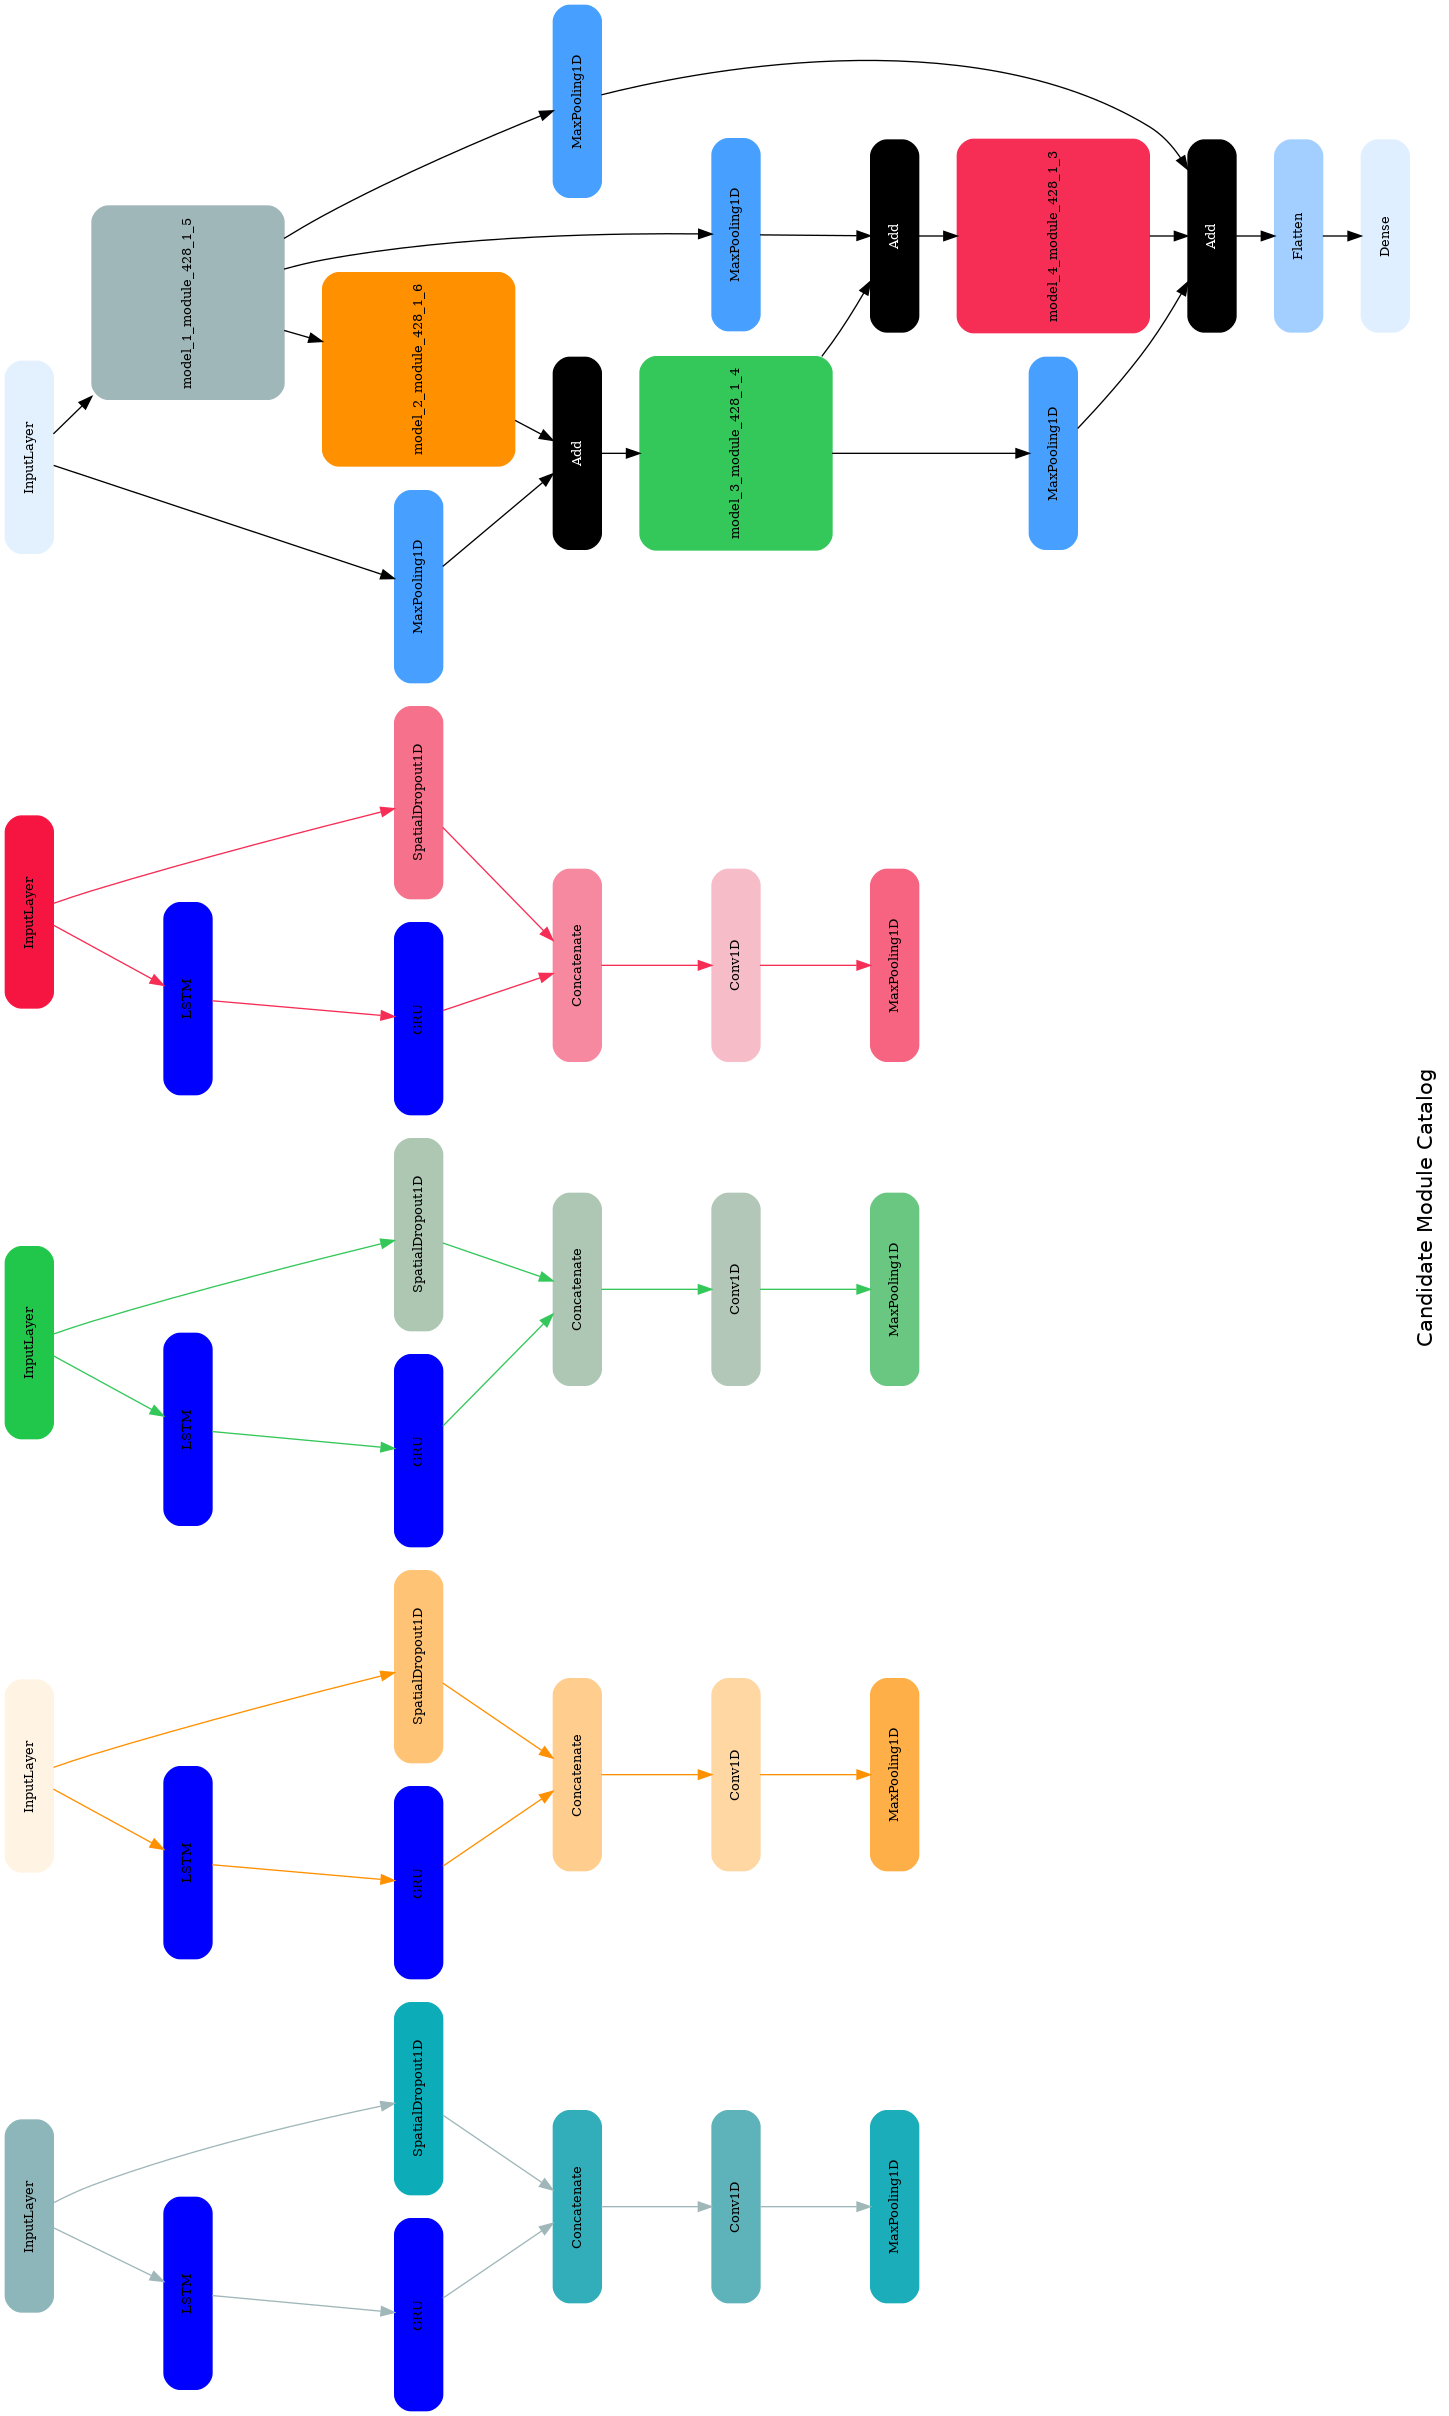 InputLayer
model_1_module_428_1_5
MaxPooling1D
MaxPooling1D
model_2_module_428_1_6
MaxPooling1D
Add
model_3_module_428_1_4
Add
model_4_module_428_1_3
MaxPooling1D
Add
Flatten
Dense
InputLayer
SpatialDropout1D
LSTM
GRU
Concatenate
Conv1D
MaxPooling1D
InputLayer
SpatialDropout1D
LSTM
GRU
Concatenate
Conv1D
MaxPooling1D
InputLayer
SpatialDropout1D
LSTM
GRU
Concatenate
Conv1D
MaxPooling1D
InputLayer
SpatialDropout1D
LSTM
GRU
Concatenate
Conv1D
MaxPooling1D
Candidate Module Catalog